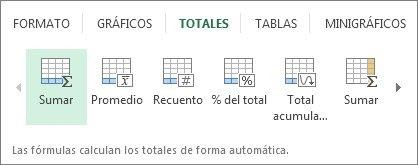 FORMATO GRÁFICOS TOTALES TABLAS MINIGRÁFICOS
Σ x̄ # % Σ
Sumar Promedio Recuento % del total Total Sumar
acumula...
Las fórmulas calculan los totales de forma automática.